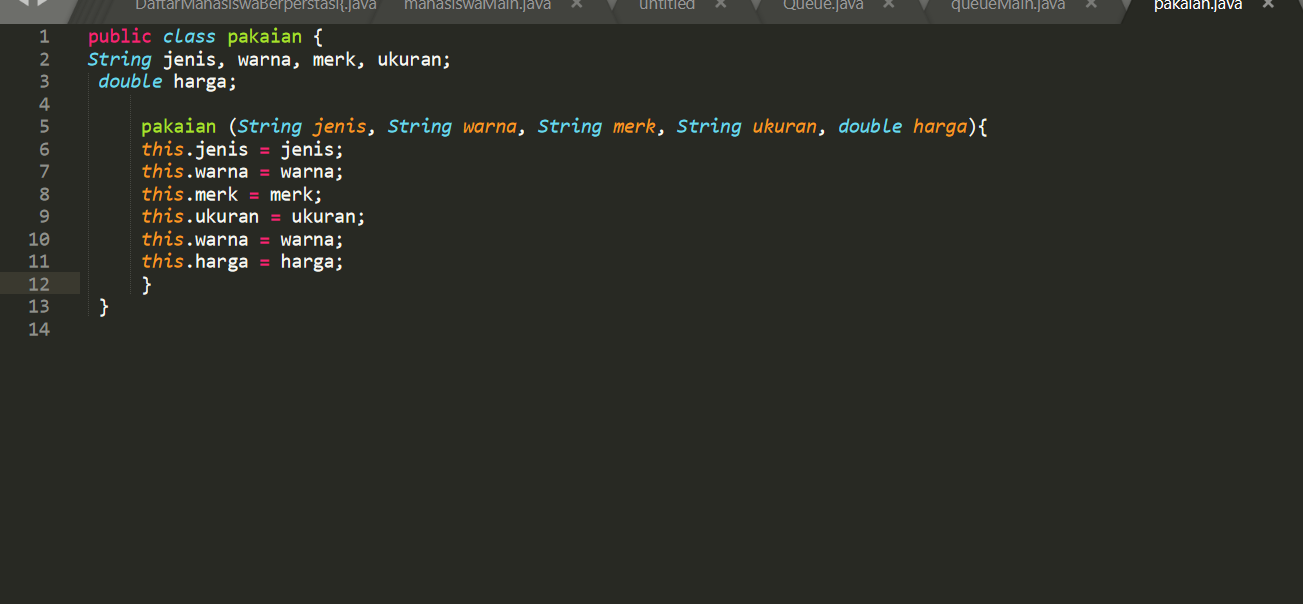 DaftarMahasiswaBerperstasi{.java mahasiswaMain.java × untitled × Queue.java × queueMain.java × pakaian.java ×
1 public class pakaian {
2 String jenis, warna, merk, ukuran;
3 double harga;
4
5 pakaian (String jenis, String warna, String merk, String ukuran, double harga){
6 this.jenis = jenis;
7 this.warna = warna;
8 this.merk = merk;
9 this.ukuran = ukuran;
10 this.warna = warna;
11 this.harga = harga;
12 }
13 }
14